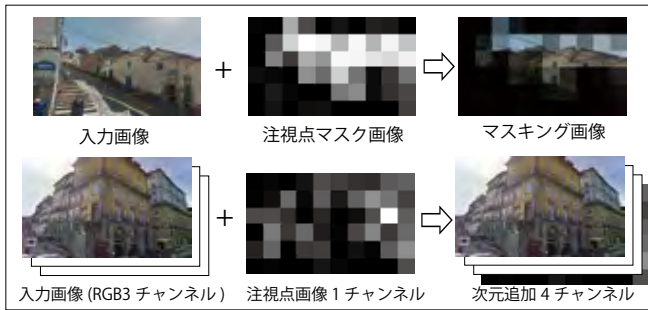 入力画像
注視点マスク画像
マスキング画像
入力画像 (RGB3 チャンネル )
注視点画像 1 チャンネル
次元追加 4 チャンネル